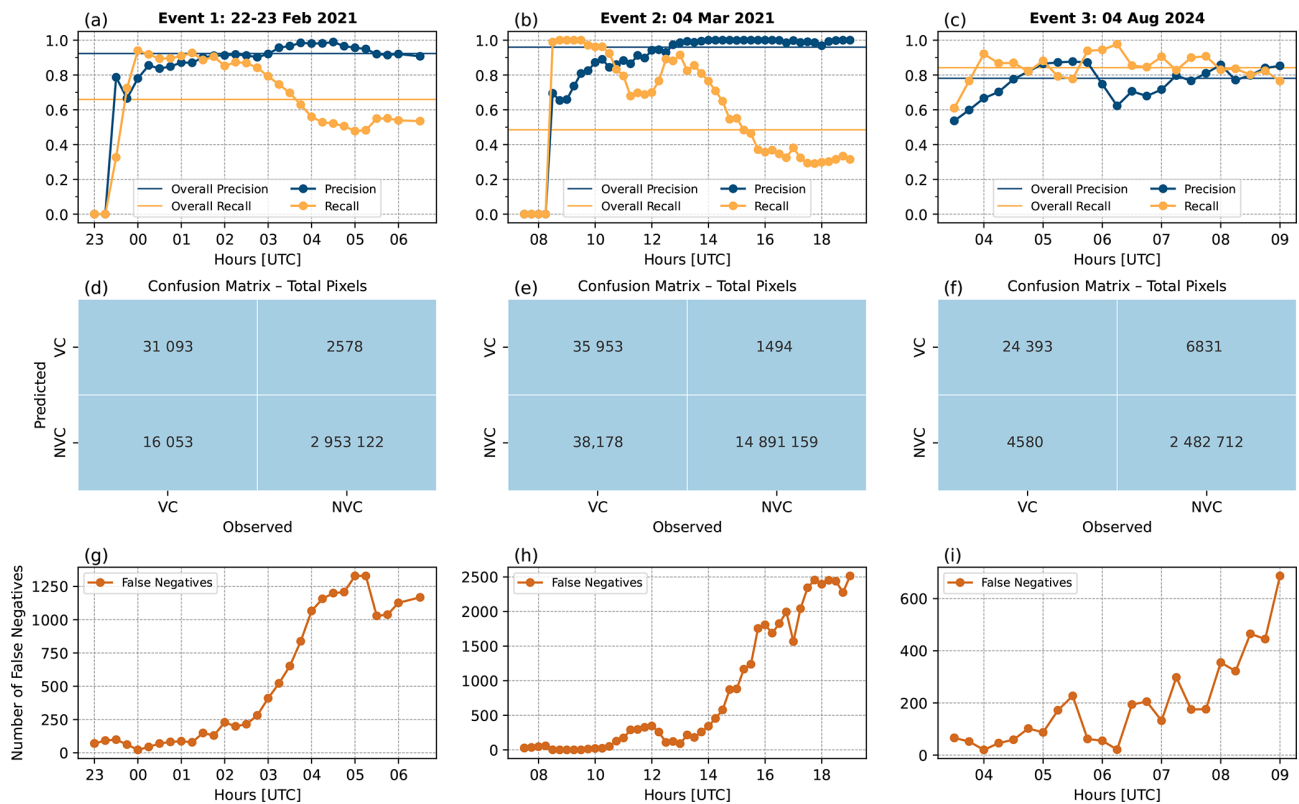 (a) Event 1: 22-23 Feb 2021
1.0
0.8
0.6
0.4
0.2
0.0
Overall Precision
Overall Recall
Precision
Recall
23 00 01 02 03 04 05 06
Hours [UTC]
(b) Event 2: 04 Mar 2021
1.0
0.8
0.6
0.4
0.2
0.0
Overall Precision
Overall Recall
Precision
Recall
08 10 12 14 16 18
Hours [UTC]
(c) Event 3: 04 Aug 2024
1.0
0.8
0.6
0.4
0.2
0.0
Overall Precision
Overall Recall
Precision
Recall
04 05 06 07 08 09
Hours [UTC]
(d) Confusion Matrix – Total Pixels
Predicted
VC
31 093 2578
NVC
16 053 2 953 122
VC NVC
Observed
(e) Confusion Matrix – Total Pixels
VC
35 953 1494
NVC
38,178 14 891 159
VC NVC
Observed
(f) Confusion Matrix – Total Pixels
VC
24 393 6831
NVC
4580 2 482 712
VC NVC
Observed
(g)
Number of False Negatives
False Negatives
1250
1000
750
500
250
0
23 00 01 02 03 04 05 06
Hours [UTC]
(h)
False Negatives
2500
2000
1500
1000
500
0
08 10 12 14 16 18
Hours [UTC]
(i)
False Negatives
600
400
200
0
04 05 06 07 08 09
Hours [UTC]